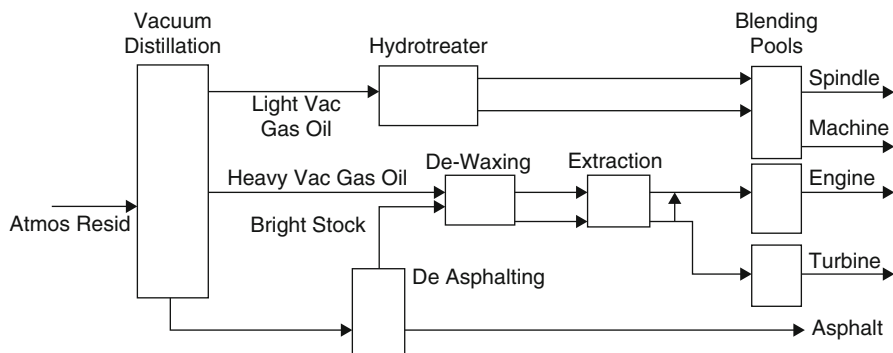 Vacuum
Distillation
Hydrotreater
Blending
Pools
Spindle
Light Vac
Gas Oil
Machine
De-Waxing
Extraction
Heavy Vac Gas Oil
Engine
Atmos Resid
Bright Stock
Turbine
De Asphalting
Asphalt